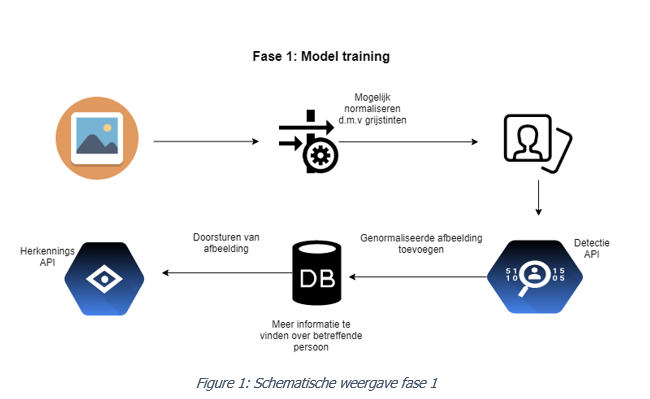 Fase 1: Model training
Mogelijk
normaliseren
d.m.v grijstinten
Herkennings
API
Doorsturen van
afbeelding
Genormaliseerde afbeelding
toevoegen
Detectie
API
51
10
15
05
DB
Meer informatie te
vinden over betreffende
persoon
Figure 1: Schematische weergave fase 1